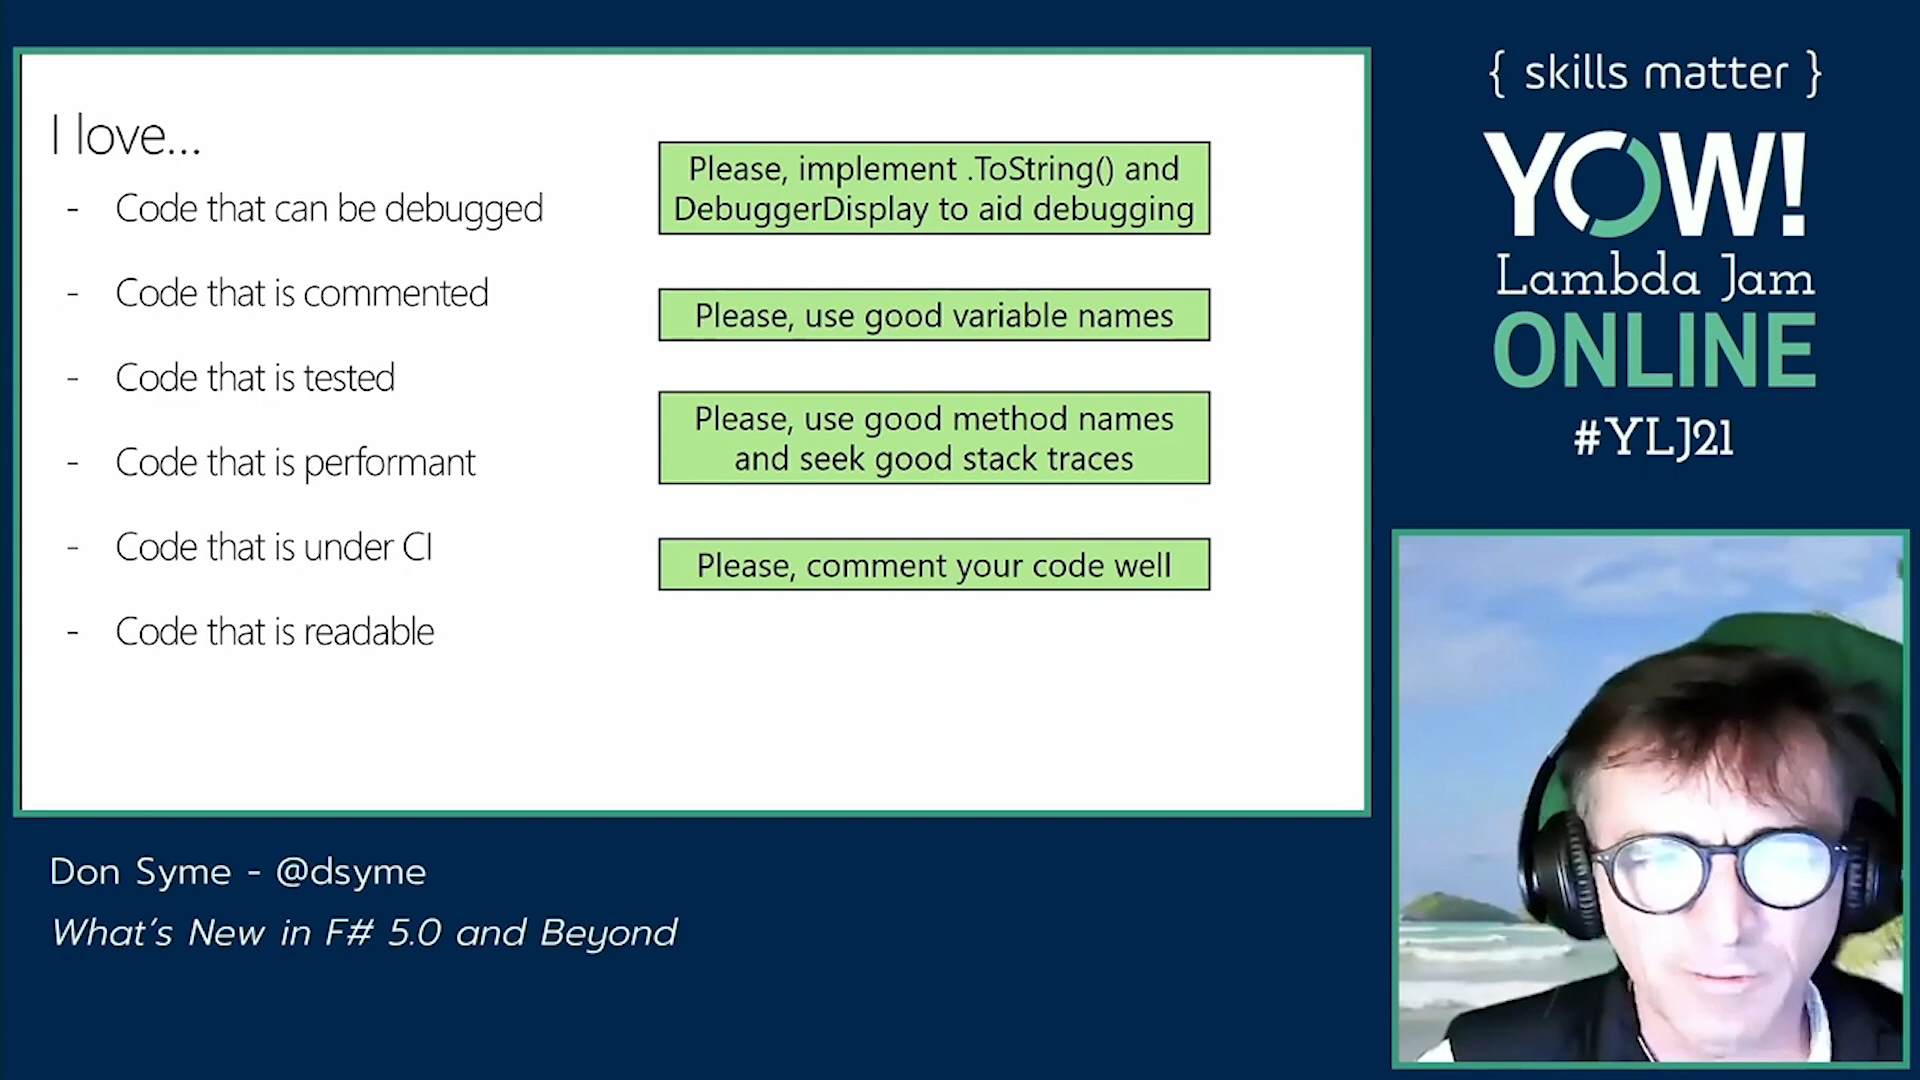 I love...
- Code that can be debugged
- Code that is commented
- Code that is tested
- Code that is performant
- Code that is under CI
- Code that is readable
Please, implement .ToString() and
DebuggerDisplay to aid debugging
Please, use good variable names
Please, use good method names
and seek good stack traces
Please, comment your code well
{ skills matter }
YOW!
Lambda Jam
ONLINE
#YLJ21
Don Syme - @dsyme
What's New in F# 5.0 and Beyond